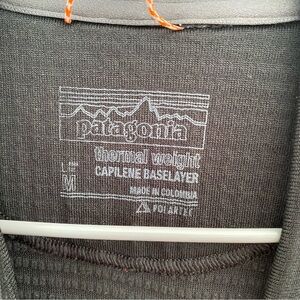 patagonia
thermal weight
CAPILENE BASELAYER
M
MADE IN COLOMBIA
POLARTEC